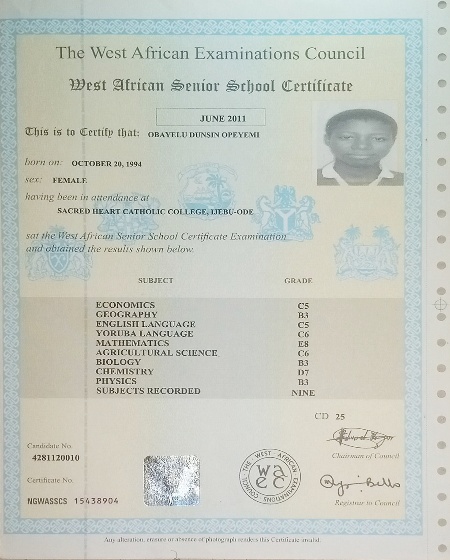 The West African Examinations Council
West African Senior School Certificate
JUNE 2011
This is to Certify that: OBAYELU DUNSIN OPEYEMI
born on: OCTOBER 20, 1994
sex: FEMALE
having been in attendance at
SACRED HEART CATHOLIC COLLEGE, IJEBU-ODE
sat the West African Senior School Certificate Examination
and obtained the results shown below.
SUBJECT GRADE
ECONOMICS C5
GEOGRAPHY B3
ENGLISH LANGUAGE C5
YORUBA LANGUAGE C6
MATHEMATICS E8
AGRICULTURAL SCIENCE C6
BIOLOGY B3
CHEMISTRY D7
PHYSICS B3
SUBJECTS RECORDED NINE
CD 25
Candidate No.
4281120010
Chairman of Council
Certificate No.
NGWASSCS 15438904
THE WEST AFRICAN EXAMINATIONS COUNCIL
waec
Registrar to Council
Any alteration, erasure or absence of photograph renders this Certificate invalid.